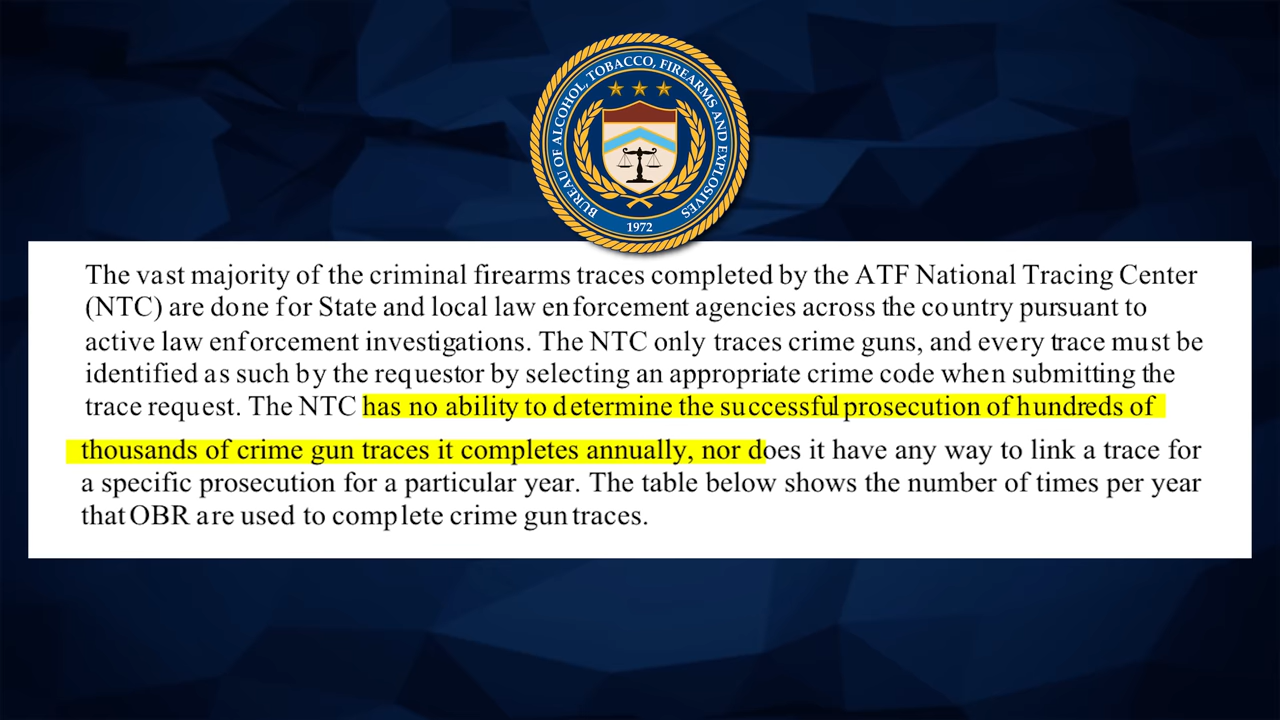 BUREAU OF ALCOHOL, TOBACCO, FIREARMS AND EXPLOSIVES
1972
The vast majority of the criminal firearms traces completed by the ATF National Tracing Center
(NTC) are done for State and local law enforcement agencies across the country pursuant to
active law enforcement investigations. The NTC only traces crime guns, and every trace must be
identified as such by the requestor by selecting an appropriate crime code when submitting the
trace request. The NTC has no ability to determine the successful prosecution of hundreds of
thousands of crime gun traces it completes annually, nor does it have any way to link a trace for
a specific prosecution for a particular year. The table below shows the number of times per year
that OBR are used to complete crime gun traces.